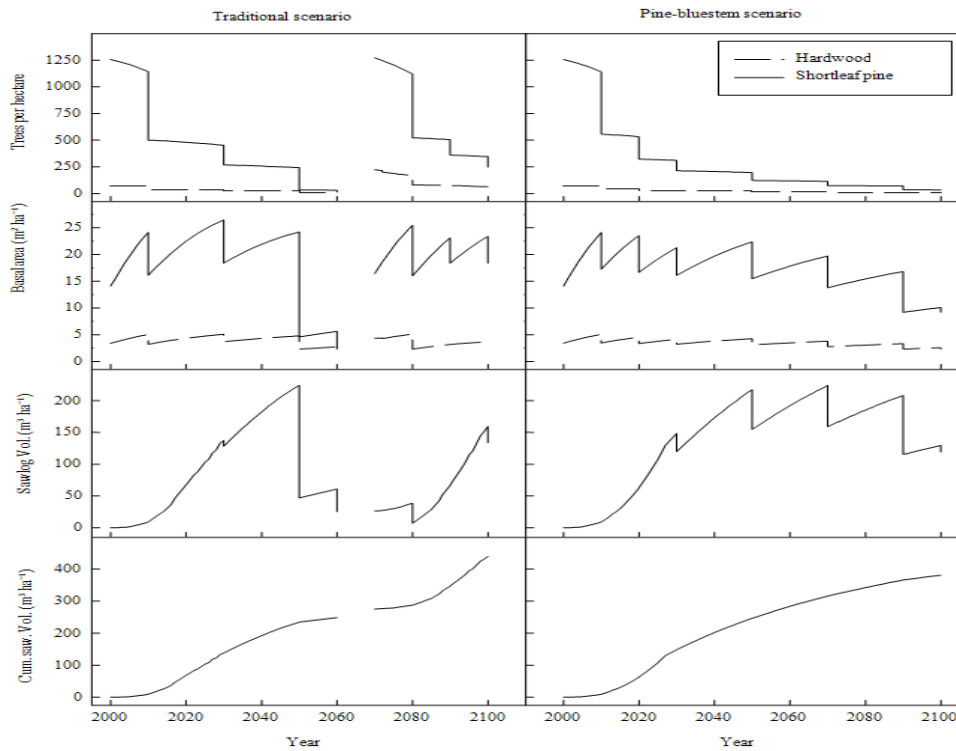 Traditional scenario
Pine-bluestem scenario
Hardwood
Shortleaf pine
Trees per hectare
1250
1000
750
500
250
0
Basal area (m² ha⁻¹)
25
20
15
10
5
0
Sawlog Vol. (m³ ha⁻¹)
200
150
100
50
0
Cum. saw. Vol. (m³ ha⁻¹)
400
300
200
100
0
2000 2020 2040 2060 2080 2100
2000 2020 2040 2060 2080 2100
Year
Year